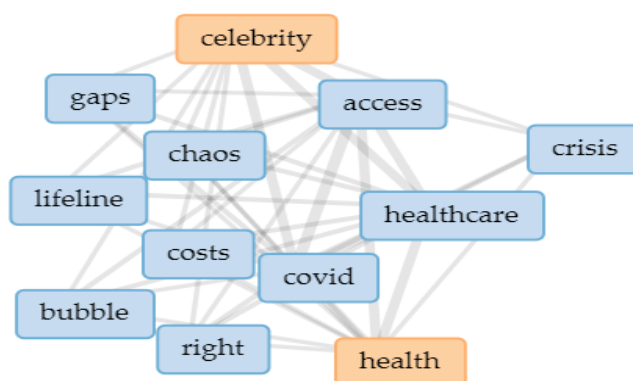 celebrity
gaps
access
chaos
crisis
lifeline
healthcare
costs
covid
bubble
right
health